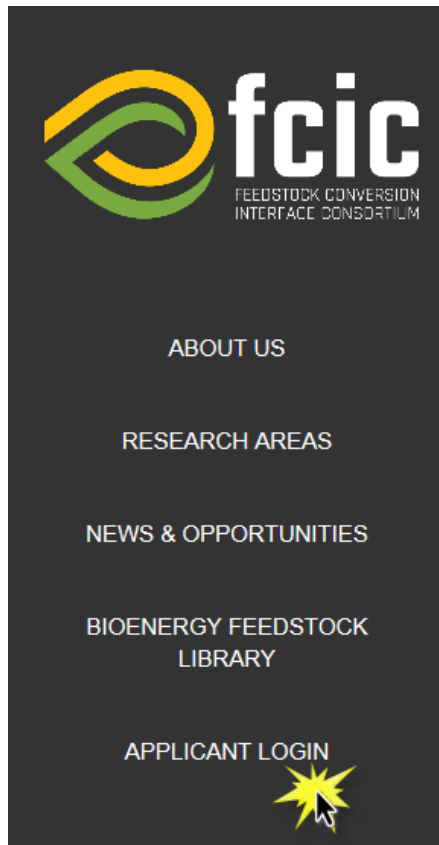 fcic
FEEDSTOCK CONVERSION
INTERFACE CONSORTIUM
ABOUT US
RESEARCH AREAS
NEWS & OPPORTUNITIES
BIOENERGY FEEDSTOCK
LIBRARY
APPLICANT LOGIN